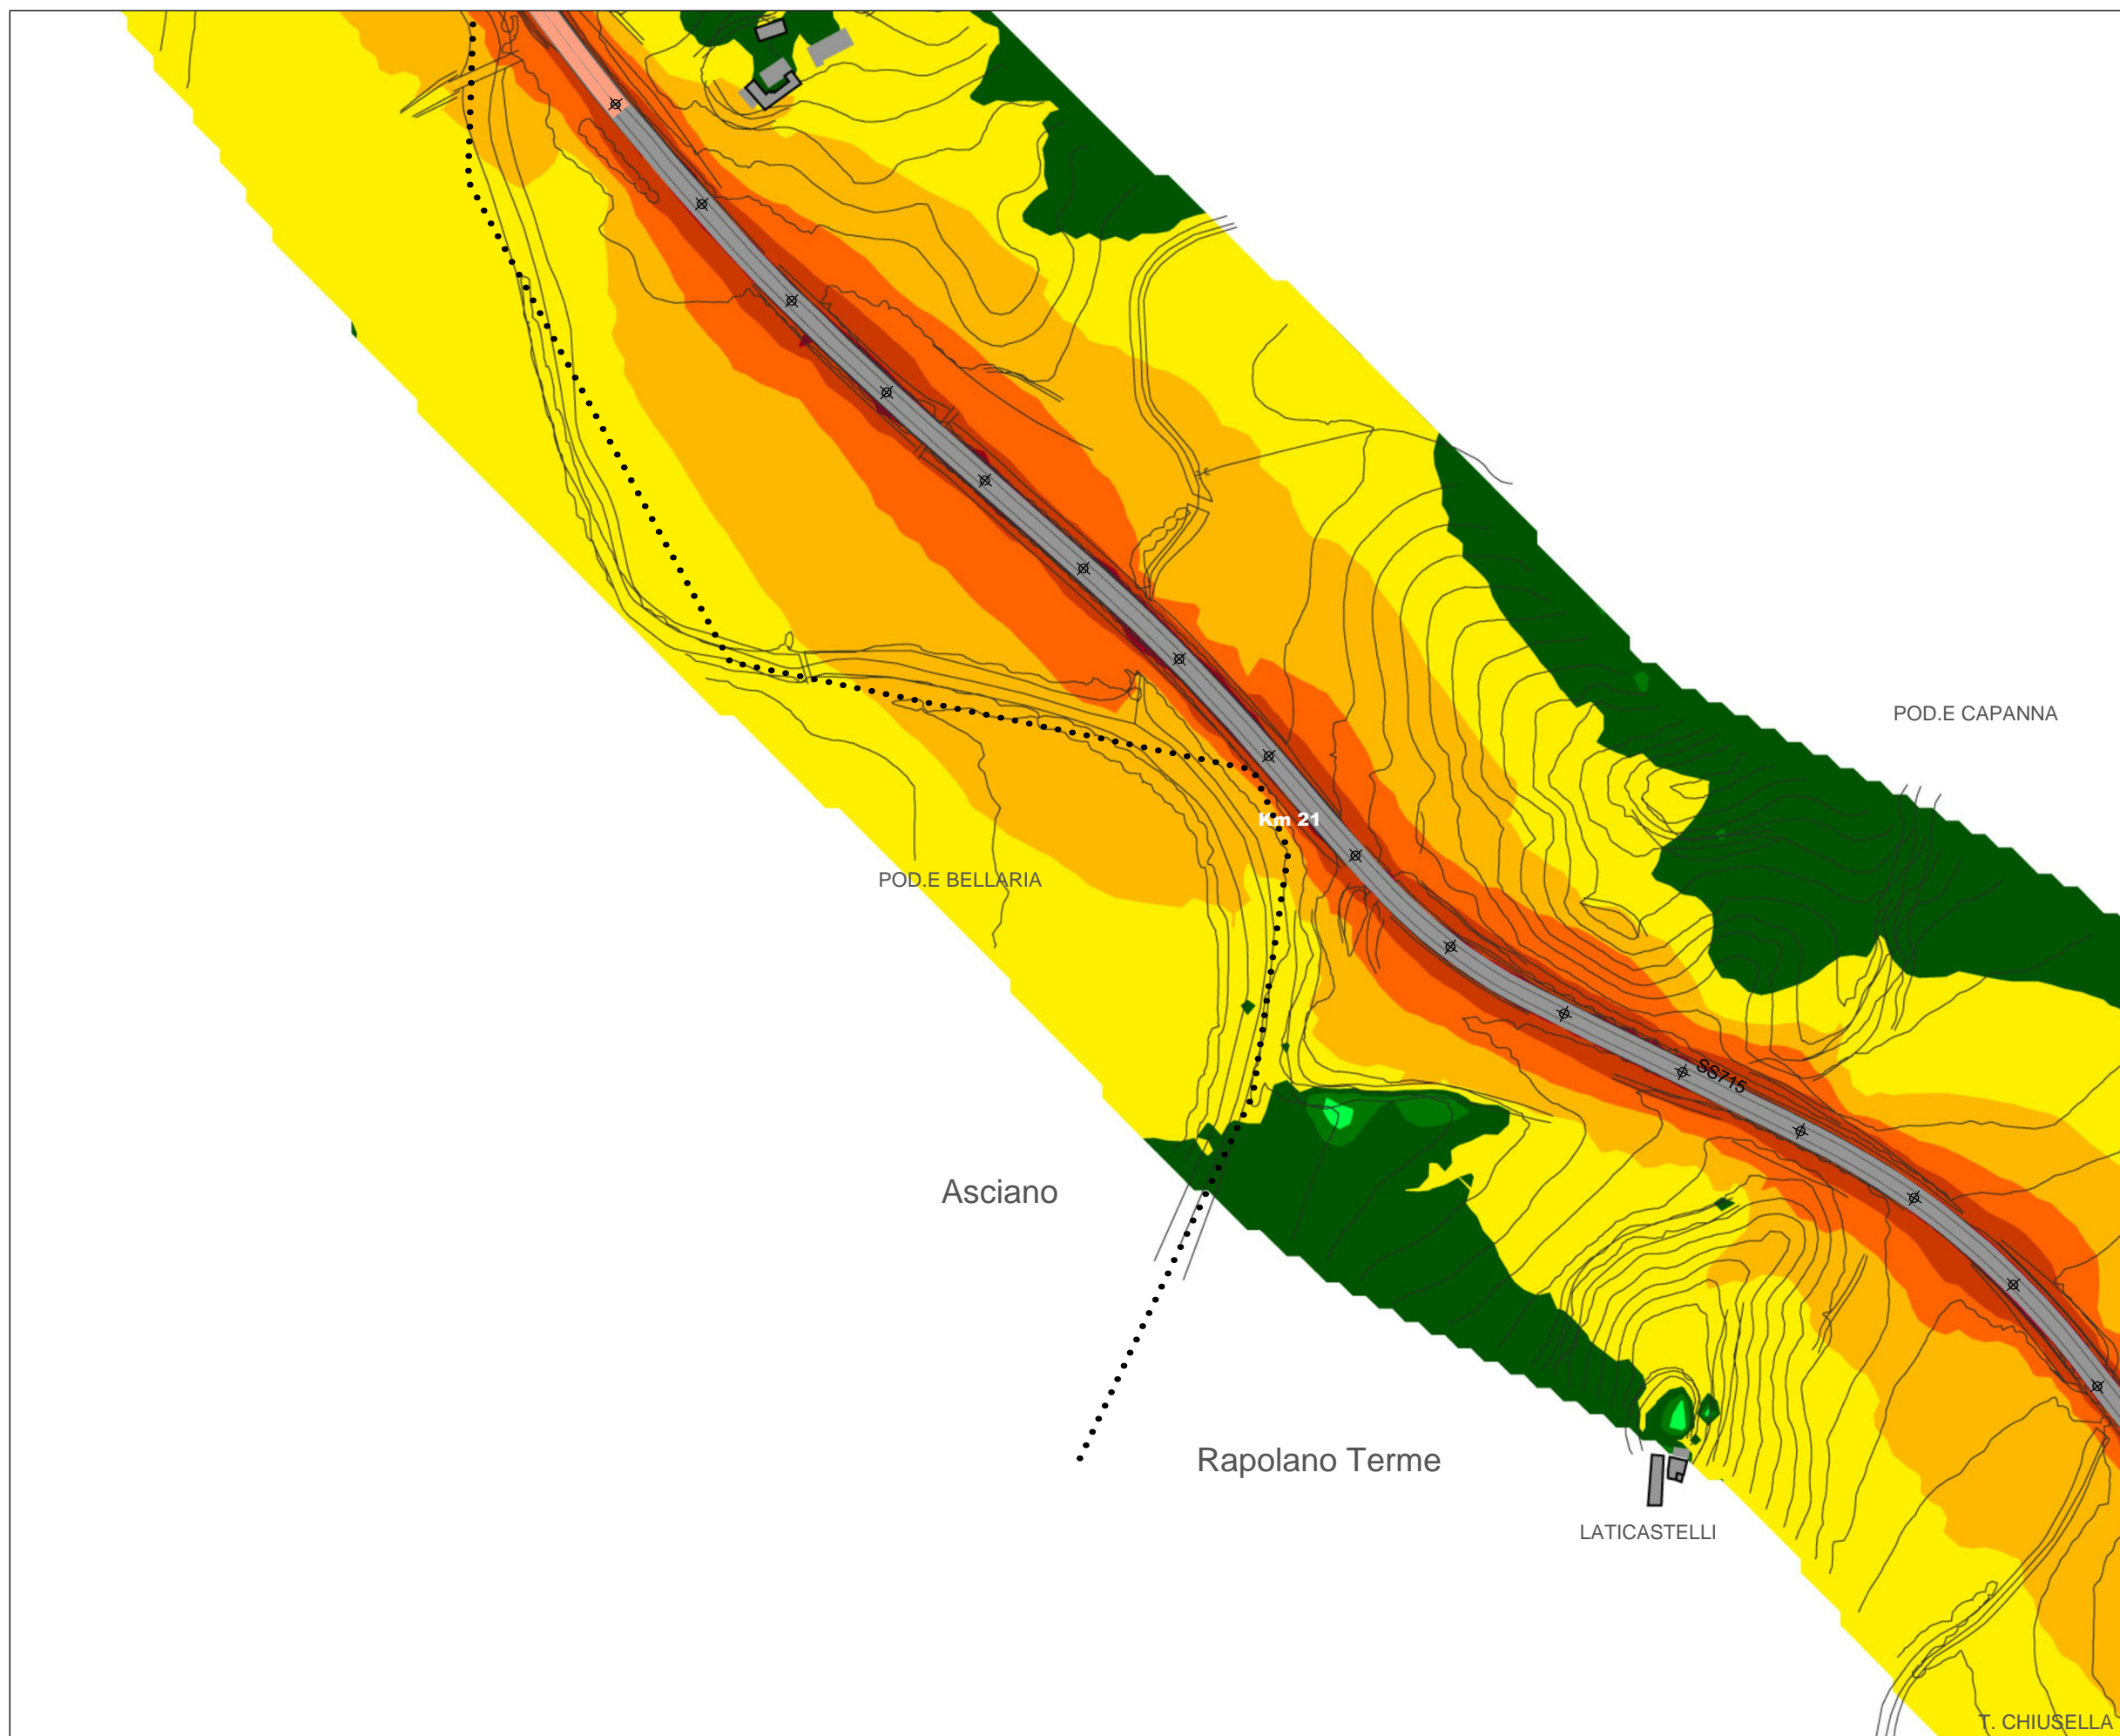 POD.E CAPANNA
Km 21
POD.E BELLARIA
SS715
Asciano
Rapolano Terme
LATICASTELLI
T. CHIUSELLA